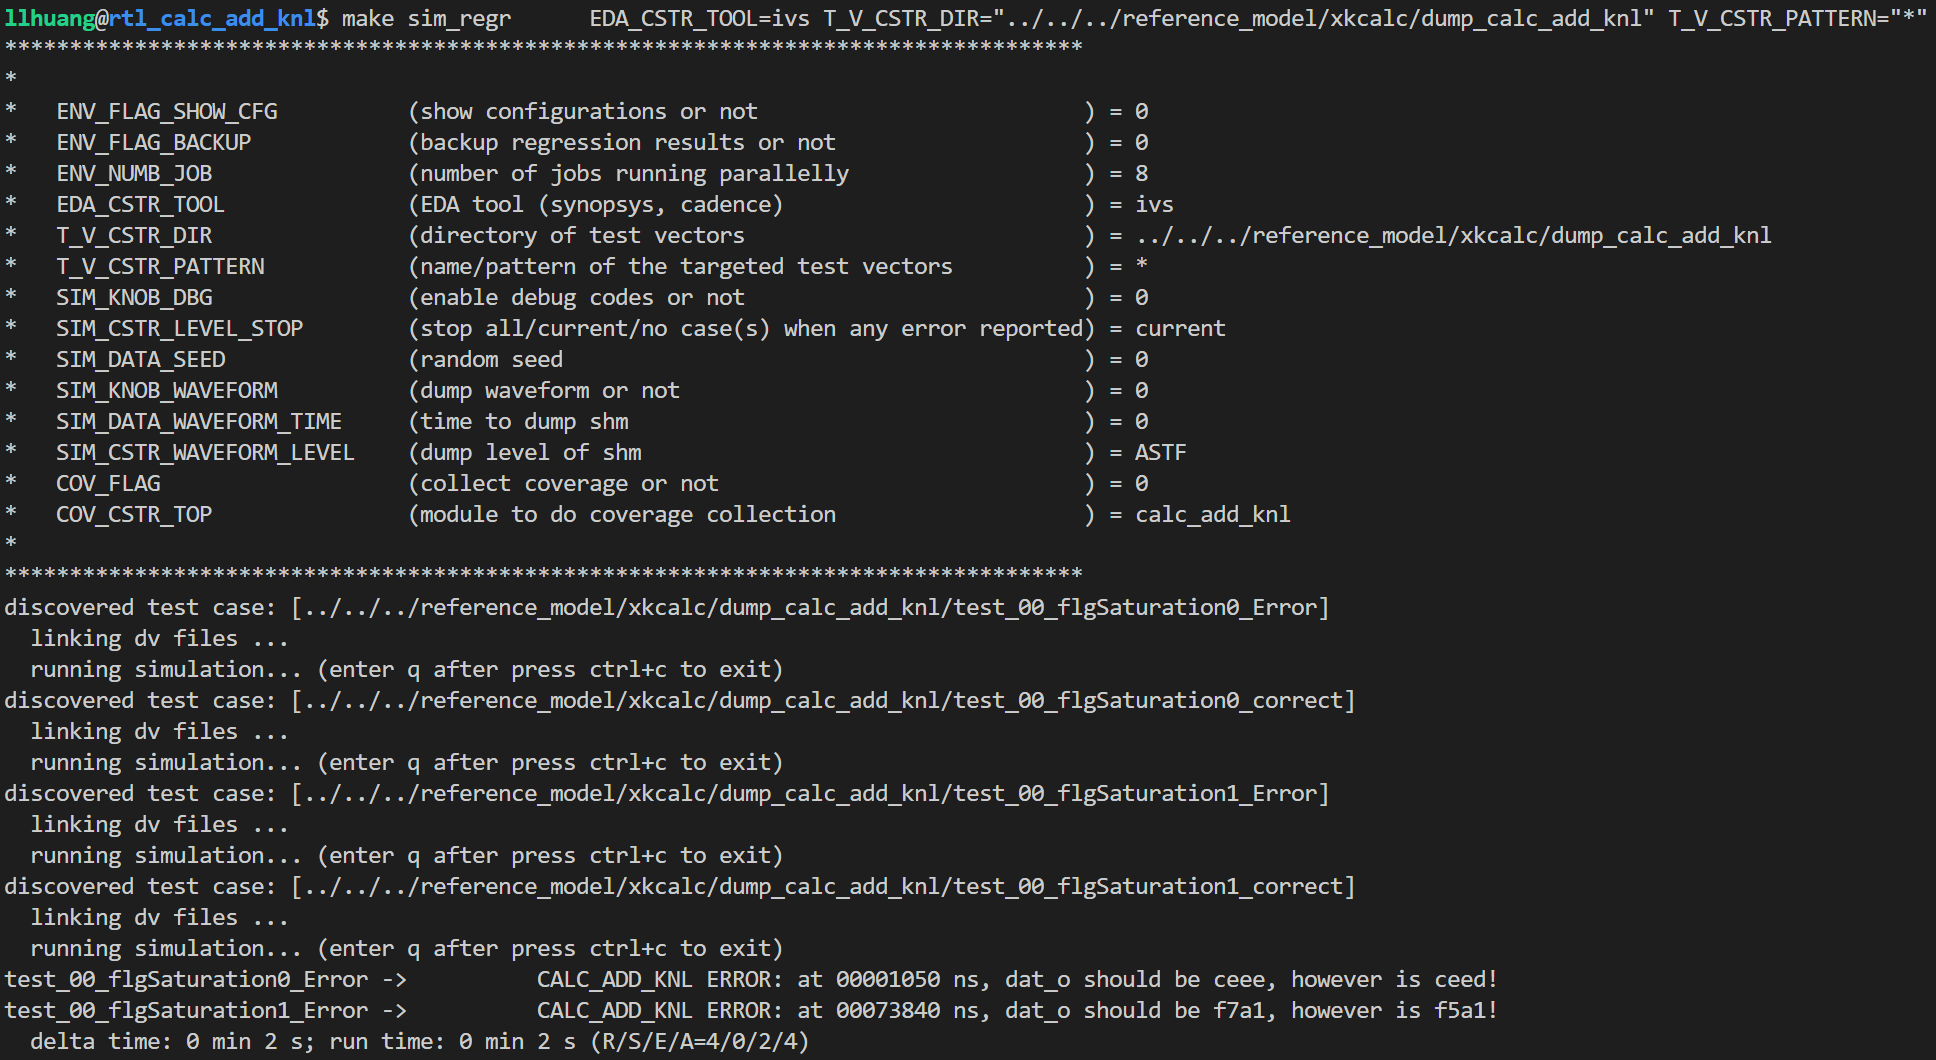 llhuang@rtl_calc_add_knl$ make sim_regr      EDA_CSTR_TOOL=ivs T_V_CSTR_DIR="../../../reference_model/xkcalc/dump_calc_add_knl" T_V_CSTR_PATTERN="*"
***********************************************************************************
*
*   ENV_FLAG_SHOW_CFG          (show configurations or not                         ) = 0
*   ENV_FLAG_BACKUP            (backup regression results or not                   ) = 0
*   ENV_NUMB_JOB               (number of jobs running parallelly                  ) = 8
*   EDA_CSTR_TOOL              (EDA tool (synopsys, cadence)                       ) = ivs
*   T_V_CSTR_DIR               (directory of test vectors                          ) = ../../../reference_model/xkcalc/dump_calc_add_knl
*   T_V_CSTR_PATTERN           (name/pattern of the targeted test vectors          ) = *
*   SIM_KNOB_DBG               (enable debug codes or not                          ) = 0
*   SIM_CSTR_LEVEL_STOP        (stop all/current/no case(s) when any error reported) = current
*   SIM_DATA_SEED              (random seed                                        ) = 0
*   SIM_KNOB_WAVEFORM          (dump waveform or not                               ) = 0
*   SIM_DATA_WAVEFORM_TIME     (time to dump shm                                   ) = 0
*   SIM_CSTR_WAVEFORM_LEVEL    (dump level of shm                                  ) = ASTF
*   COV_FLAG                   (collect coverage or not                            ) = 0
*   COV_CSTR_TOP               (module to do coverage collection                   ) = calc_add_knl
*
***********************************************************************************
discovered test case: [../../../reference_model/xkcalc/dump_calc_add_knl/test_00_flgSaturation0_Error]
  linking dv files ...
  running simulation... (enter q after press ctrl+c to exit)
discovered test case: [../../../reference_model/xkcalc/dump_calc_add_knl/test_00_flgSaturation0_correct]
  linking dv files ...
  running simulation... (enter q after press ctrl+c to exit)
discovered test case: [../../../reference_model/xkcalc/dump_calc_add_knl/test_00_flgSaturation1_Error]
  linking dv files ...
  running simulation... (enter q after press ctrl+c to exit)
discovered test case: [../../../reference_model/xkcalc/dump_calc_add_knl/test_00_flgSaturation1_correct]
  linking dv files ...
  running simulation... (enter q after press ctrl+c to exit)
test_00_flgSaturation0_Error ->          CALC_ADD_KNL ERROR: at 00001050 ns, dat_o should be ceee, however is ceed!
test_00_flgSaturation1_Error ->          CALC_ADD_KNL ERROR: at 00073840 ns, dat_o should be f7a1, however is f5a1!
  delta time: 0 min 2 s; run time: 0 min 2 s (R/S/E/A=4/0/2/4)